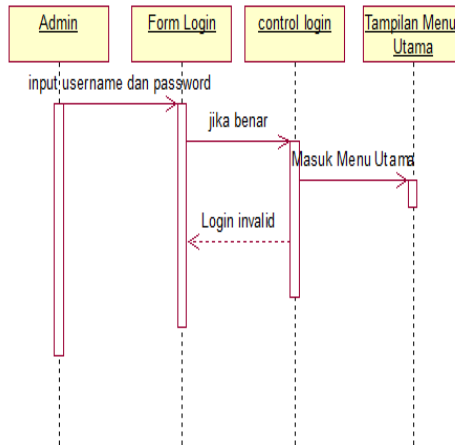 Admin
Form Login
control login
Tampilan Menu
Utama
input username dan password
jika benar
Masuk Menu Utama
Login invalid